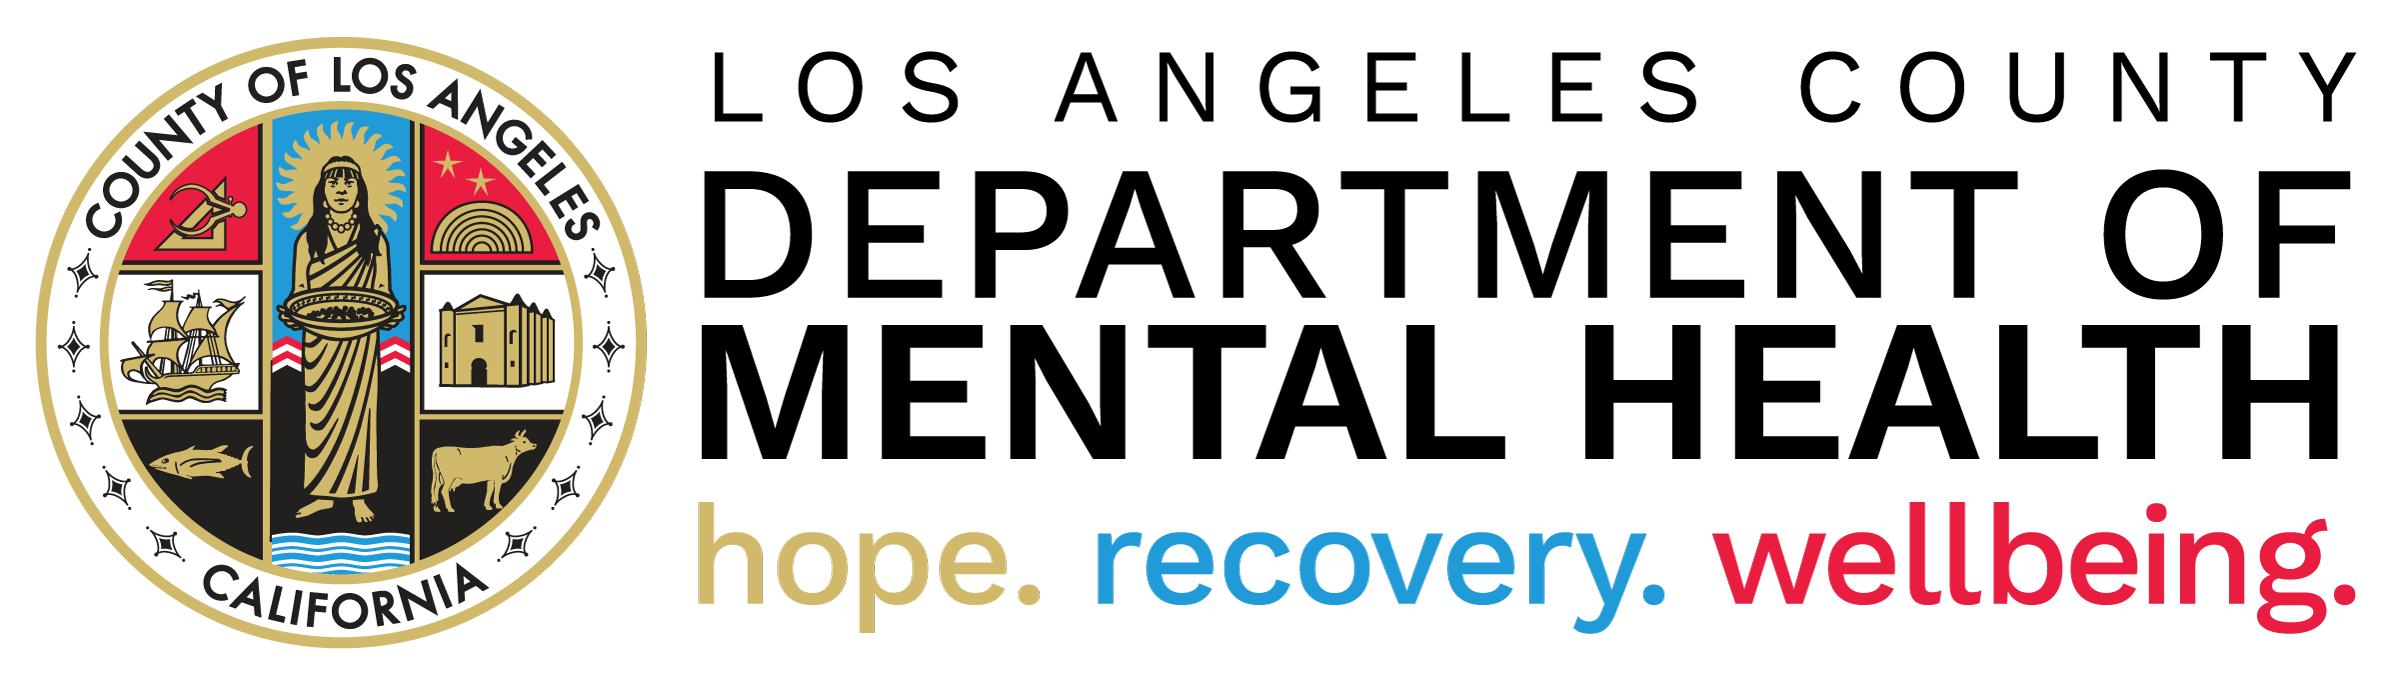 COUNTY OF LOS ANGELES
CALIFORNIA
LOS ANGELES COUNTY
DEPARTMENT OF
MENTAL HEALTH
hope. recovery. wellbeing.